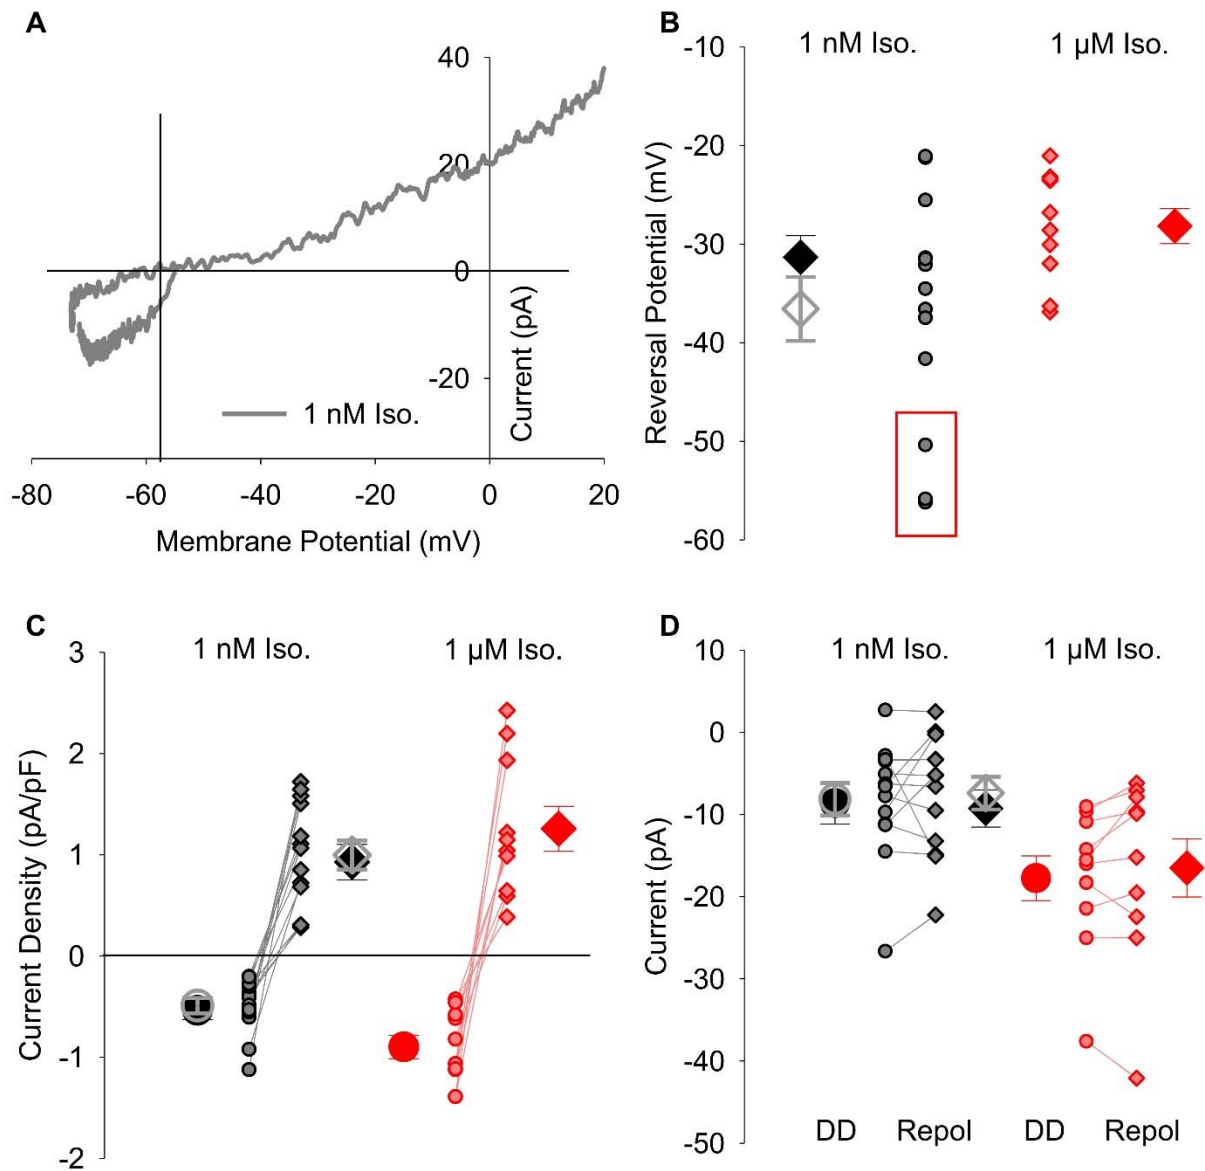 A
40
20
0
-20
Current (pA)
1 nM Iso.
-80
-60
-40
-20
0
20
Membrane Potential (mV)
B
1 nM Iso.
1 µM Iso.
-10
-20
-30
-40
-50
-60
Reversal Potential (mV)
C
1 nM Iso.
1 µM Iso.
3
2
1
0
-1
-2
Current Density (pA/pF)
D
1 nM Iso.
1 µM Iso.
10
0
-10
-20
-30
-40
-50
Current (pA)
DD
Repol
DD
Repol